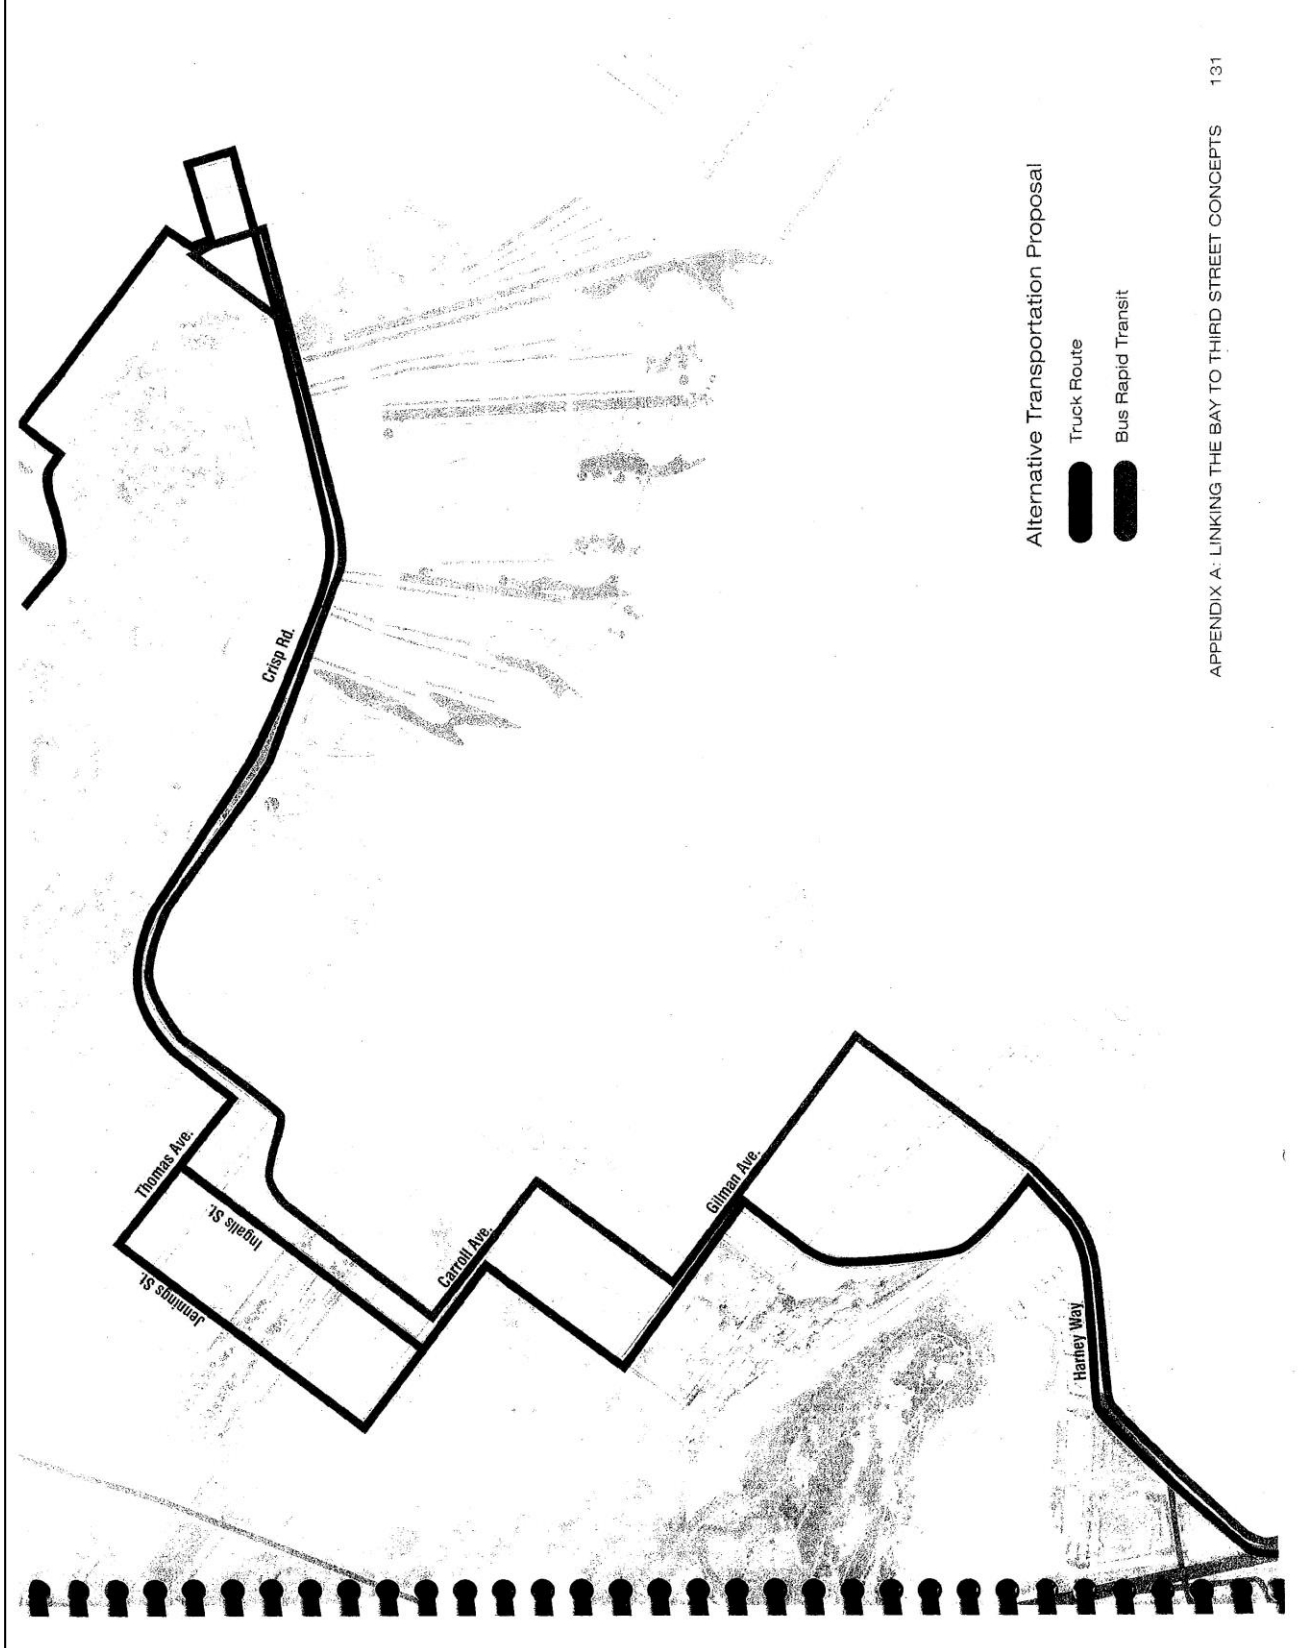 Crisp Rd.
Thomas Ave.
Ingalls St.
Jennings St.
Carroll Ave.
Gilman Ave.
Harney Way
Alternative Transportation Proposal
Truck Route
Bus Rapid Transit
APPENDIX A: LINKING THE BAY TO THIRD STREET CONCEPTS 131